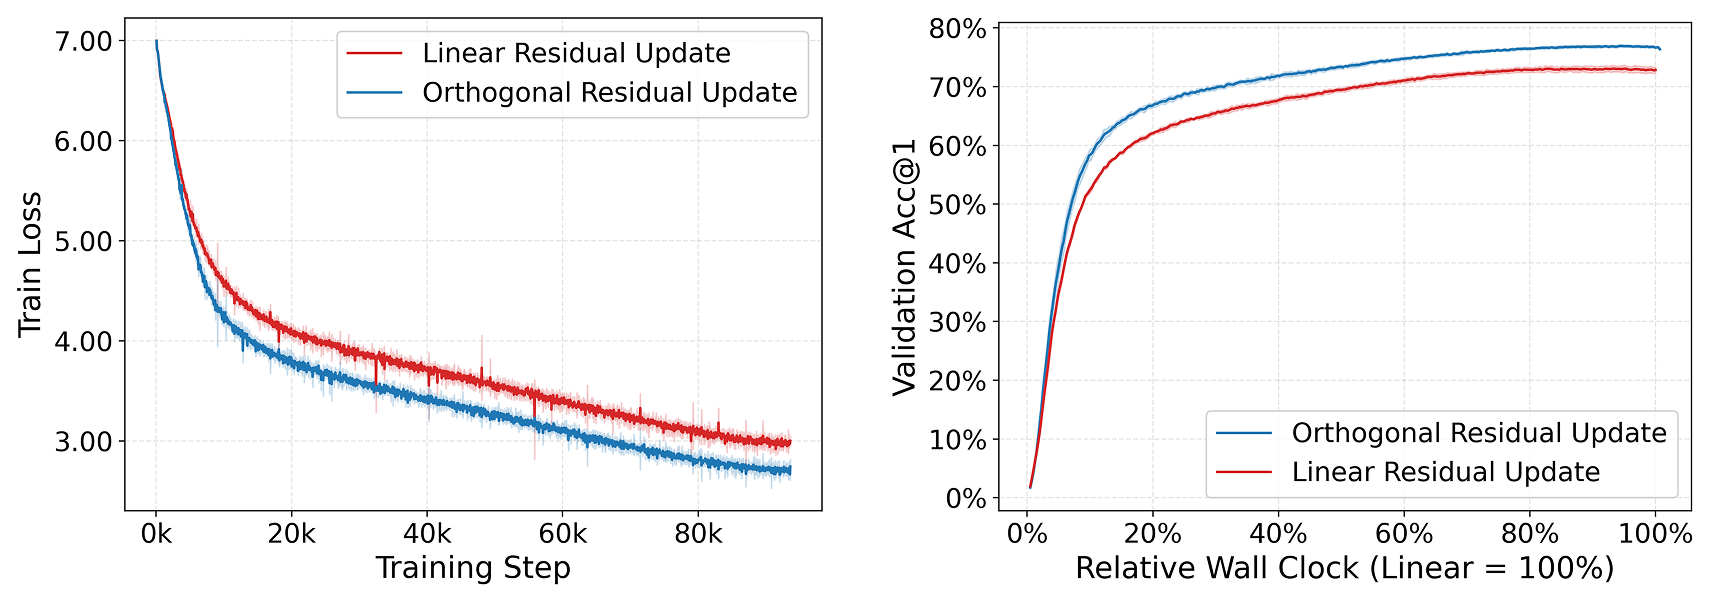 7.00
6.00
5.00
4.00
3.00
Train Loss
0k
20k
40k
60k
80k
Training Step
Linear Residual Update
Orthogonal Residual Update
80%
70%
60%
50%
40%
30%
20%
10%
0%
Validation Acc@1
0%
20%
40%
60%
80%
100%
Relative Wall Clock (Linear = 100%)
Orthogonal Residual Update
Linear Residual Update